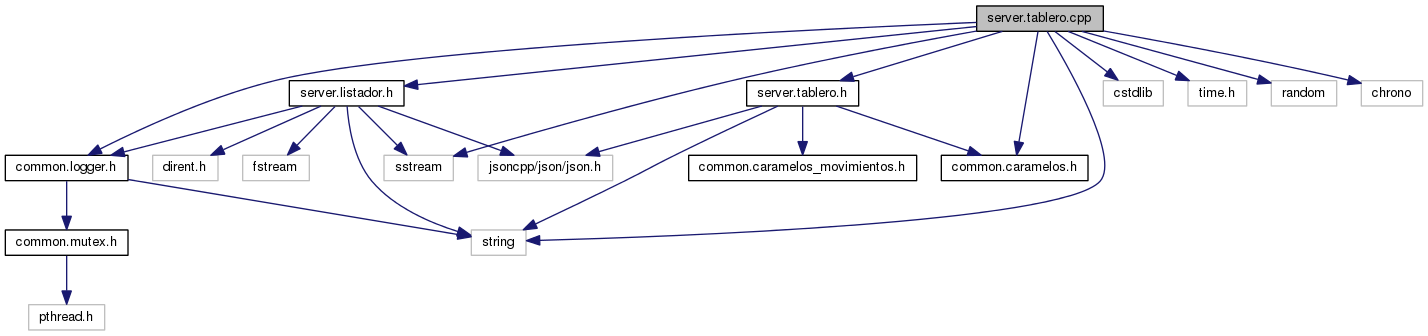 server.tablero.cpp
server.listador.h
server.tablero.h
cstdlib
time.h
random
chrono
common.logger.h
dirent.h
fstream
sstream
jsoncpp/json/json.h
common.caramelos_movimientos.h
common.caramelos.h
common.mutex.h
string
pthread.h